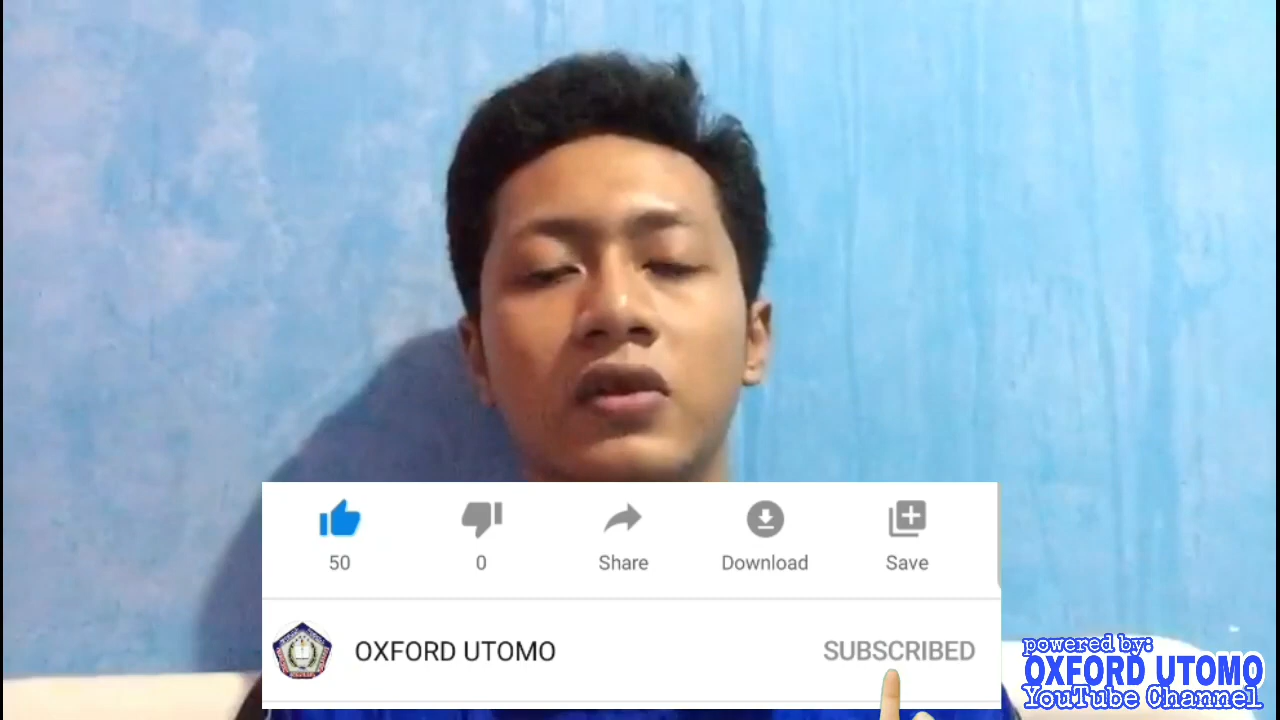 50
0
Share
Download
Save
OXFORD UTOMO
SUBSCRIBED
powered by:
OXFORD UTOMO
YouTube Channel